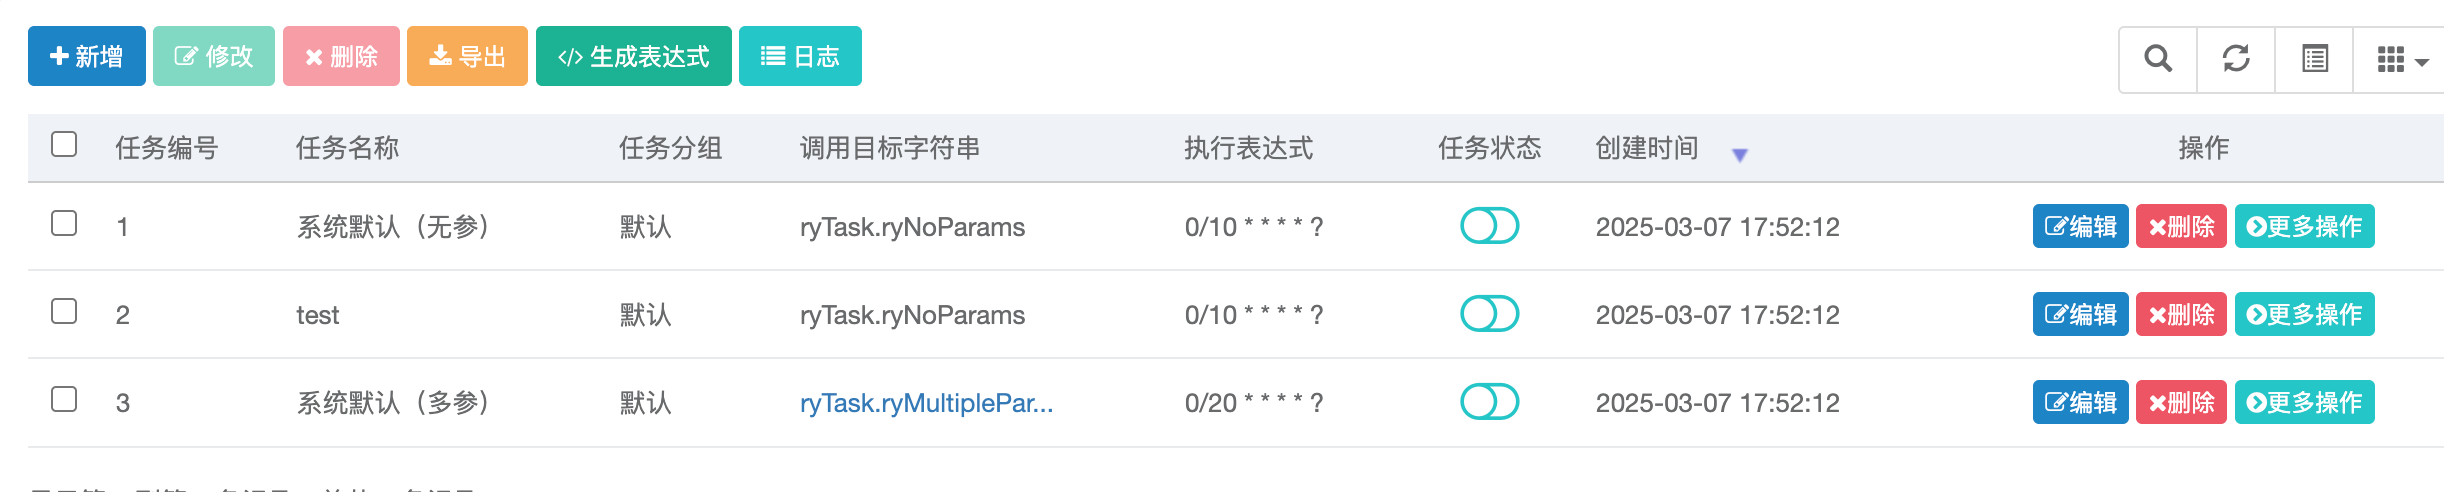 新增 修改 删除 导出 生成表达式 日志
任务编号 任务名称 任务分组 调用目标字符串 执行表达式 任务状态 创建时间 操作
1 系统默认（无参） 默认 ryTask.ryNoParams 0/10 * * * * ? 2025-03-07 17:52:12 编辑 删除 更多操作
2 test 默认 ryTask.ryNoParams 0/10 * * * * ? 2025-03-07 17:52:12 编辑 删除 更多操作
3 系统默认（多参） 默认 ryTask.ryMultiplePar... 0/20 * * * * ? 2025-03-07 17:52:12 编辑 删除 更多操作